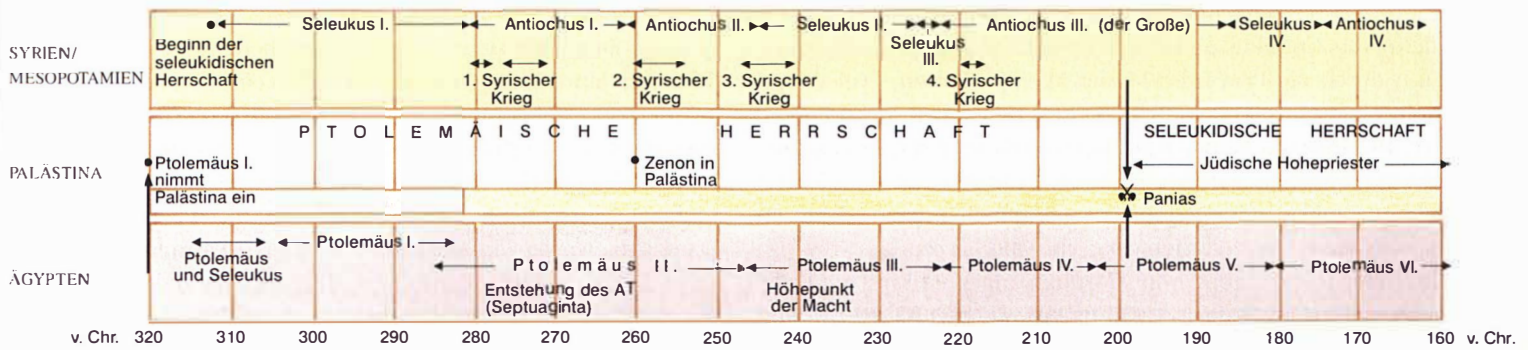 SYRIEN/
MESOPOTAMIEN
Seleukus I.
Antiochus I.
Antiochus II.
Seleukus II.
Antiochus III. (der Große)
Seleukus
IV.
Antiochus
IV.
Seleukus
III.
Beginn der
seleukidischen
Herrschaft
1. Syrischer
Krieg
2. Syrischer
Krieg
3. Syrischer
Krieg
4. Syrischer
Krieg
PALÄSTINA
PTOLEMÄISCHE HERRSCHAFT
SELEUKIDISCHE HERRSCHAFT
Ptolemäus I.
nimmt
Palästina ein
Zenon in
Palästina
Jüdische Hohepriester
Panias
ÄGYPTEN
Ptolemäus
und Seleukus
Ptolemäus I.
Ptolemäus II.
Ptolemäus III.
Ptolemäus IV.
Ptolemäus V.
Ptolemäus VI.
Entstehung des AT
(Septuaginta)
Höhepunkt
der Macht
v. Chr. 320 310 300 290 280 270 260 250 240 230 220 210 200 190 180 170 160 v. Chr.